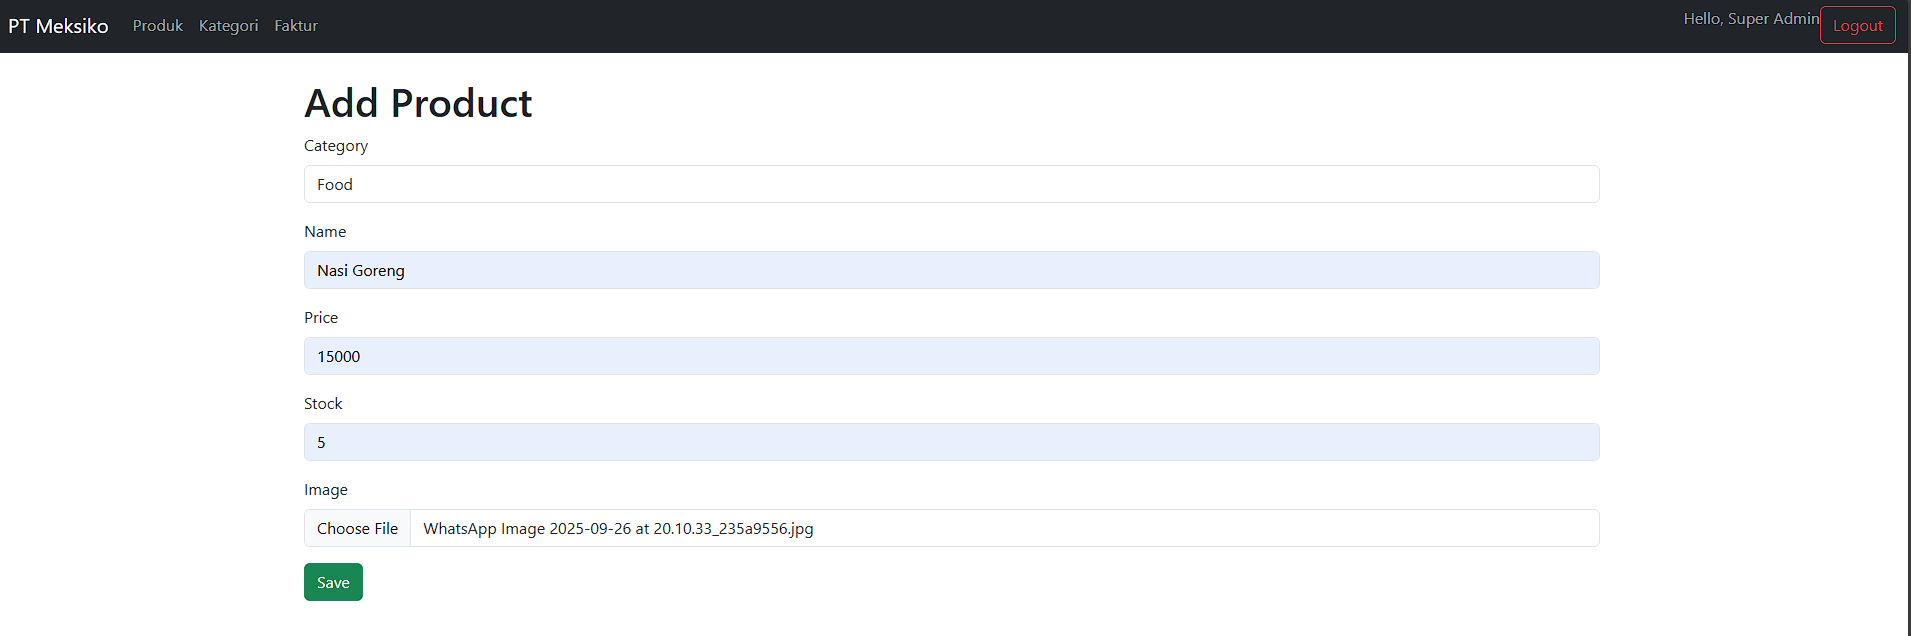 PT Meksiko Produk Kategori Faktur Hello, Super Admin Logout
Add Product
Category
Food
Name
Nasi Goreng
Price
15000
Stock
5
Image
Choose File WhatsApp Image 2025-09-26 at 20.10.33_235a9556.jpg
Save